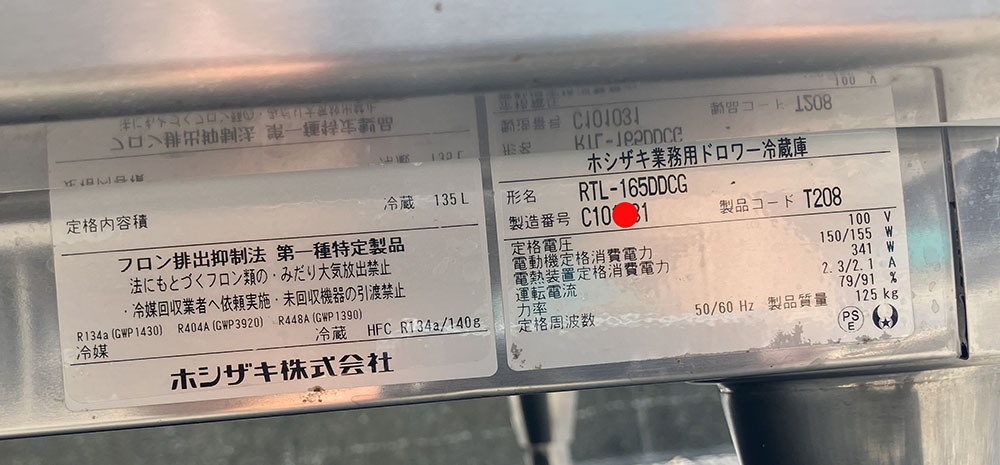 定格内容積 冷蔵 135L
フロン排出抑制法 第一種特定製品
法にもとづくフロン類の・みだり大気放出禁止
・冷媒回収業者へ依頼実施・未回収機器の引渡禁止
R134a(GWP1430) R404A(GWP3920) R448A(GWP1390)
冷媒 冷蔵 HFC R134a/140g
ホシザキ株式会社
ホシザキ業務用ドロワー冷蔵庫
形名 RTL-165DDCG
製造番号 C10 31 製品コード T208
定格電圧 100 V
電動機定格消費電力 150/155 W
電熱装置定格消費電力 341 W
運転電流 2.3/2.1 A
力率 79/91 %
定格周波数 50/60 Hz 製品質量 125 kg
PS
E